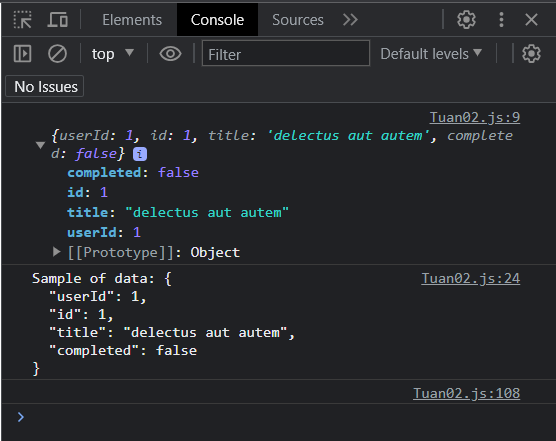 Elements Console Sources
top Filter Default levels
No Issues
Tuan02.js:9
{userId: 1, id: 1, title: 'delectus aut autem', complete
d: false} i
completed: false
id: 1
title: "delectus aut autem"
userId: 1
[[Prototype]]: Object
Sample of data: { Tuan02.js:24
"userId": 1,
"id": 1,
"title": "delectus aut autem",
"completed": false
}
Tuan02.js:108